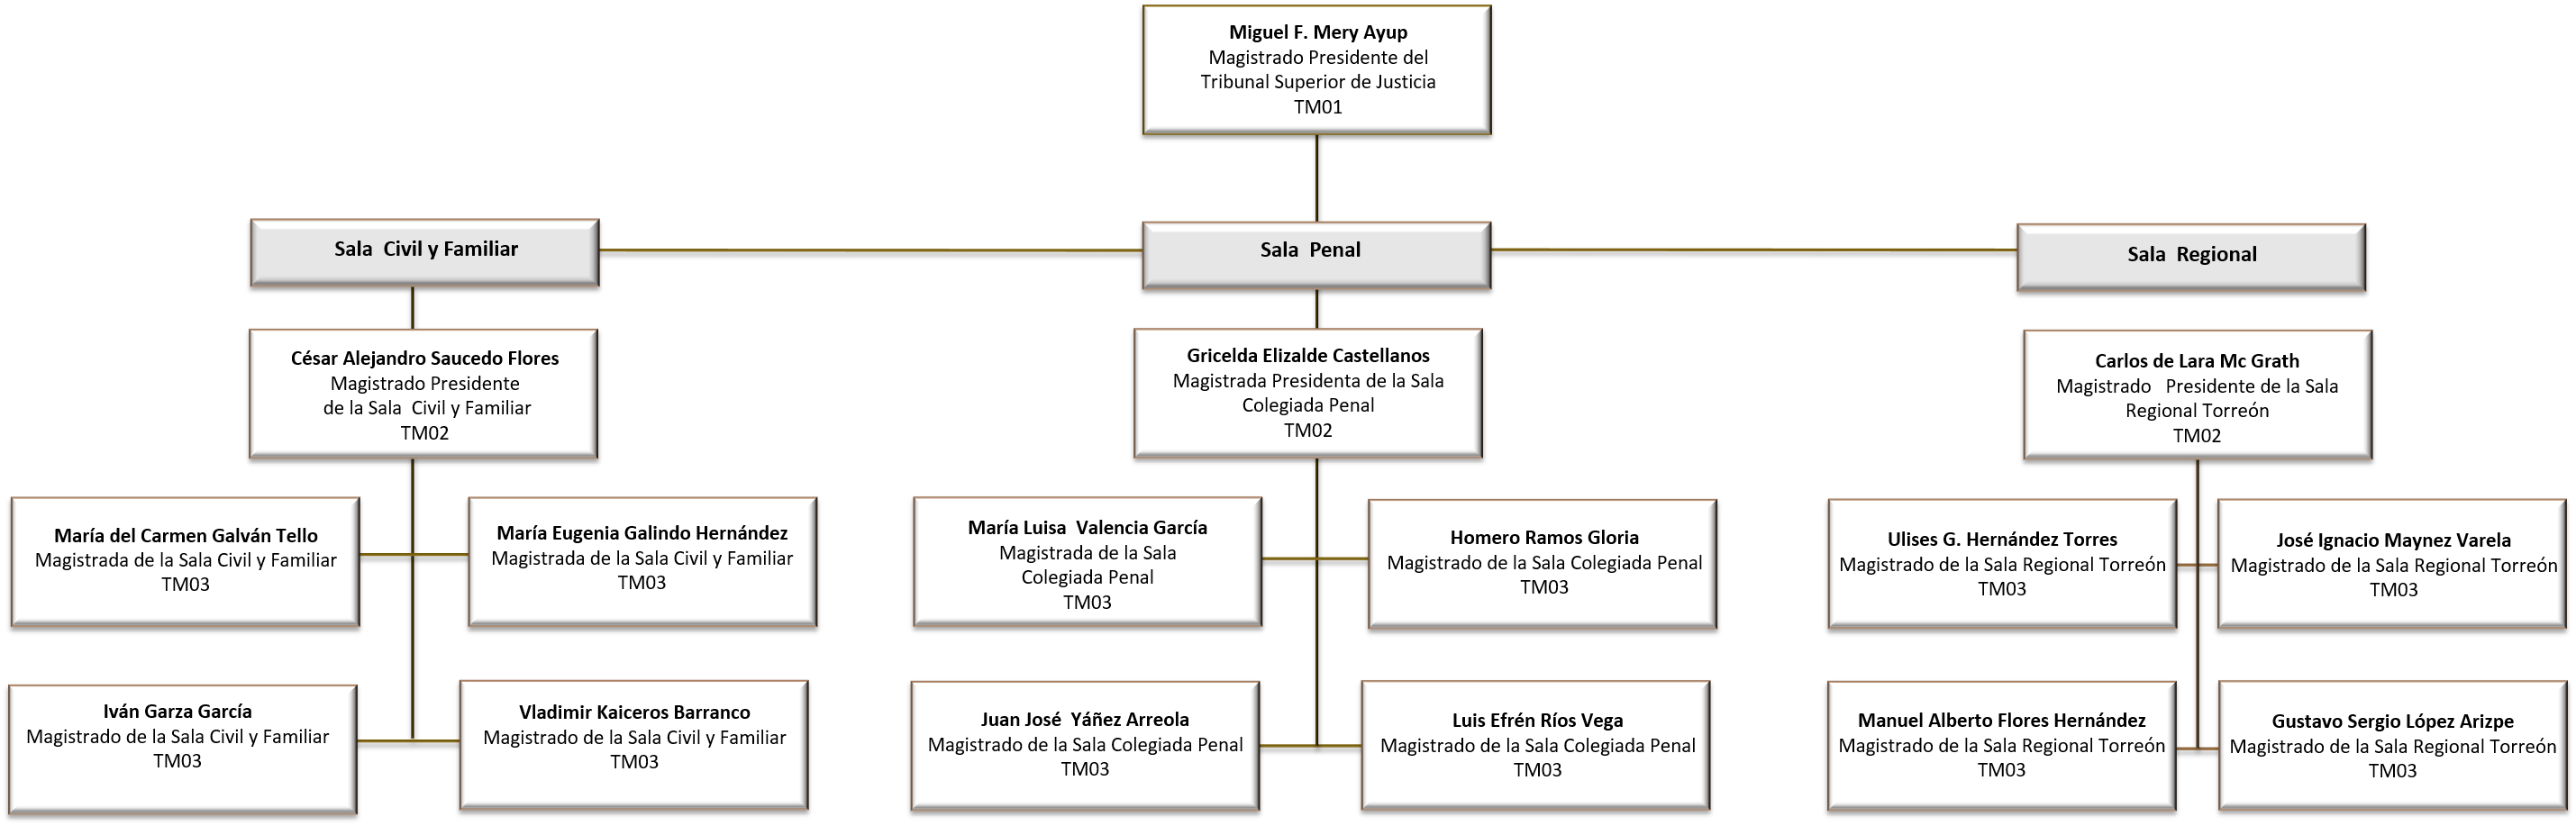 Miguel F. Mery Ayup
Magistrado Presidente del
Tribunal Superior de Justicia
TM01
Sala Civil y Familiar
Sala Penal
Sala Regional
César Alejandro Saucedo Flores
Magistrado Presidente
de la Sala Civil y Familiar
TM02
Gricelda Elizalde Castellanos
Magistrada Presidenta de la Sala
Colegiada Penal
TM02
Carlos de Lara Mc Grath
Magistrado Presidente de la Sala
Regional Torreón
TM02
María del Carmen Galván Tello
Magistrada de la Sala Civil y Familiar
TM03
María Eugenia Galindo Hernández
Magistrada de la Sala Civil y Familiar
TM03
María Luisa Valencia García
Magistrada de la Sala
Colegiada Penal
TM03
Homero Ramos Gloria
Magistrado de la Sala Colegiada Penal
TM03
Ulises G. Hernández Torres
Magistrado de la Sala Regional Torreón
TM03
José Ignacio Maynez Varela
Magistrado de la Sala Regional Torreón
TM03
Iván Garza García
Magistrado de la Sala Civil y Familiar
TM03
Vladimir Kaiceros Barranco
Magistrado de la Sala Civil y Familiar
TM03
Juan José Yáñez Arreola
Magistrado de la Sala Colegiada Penal
TM03
Luis Efrén Ríos Vega
Magistrado de la Sala Colegiada Penal
TM03
Manuel Alberto Flores Hernández
Magistrado de la Sala Regional Torreón
TM03
Gustavo Sergio López Arizpe
Magistrado de la Sala Regional Torreón
TM03